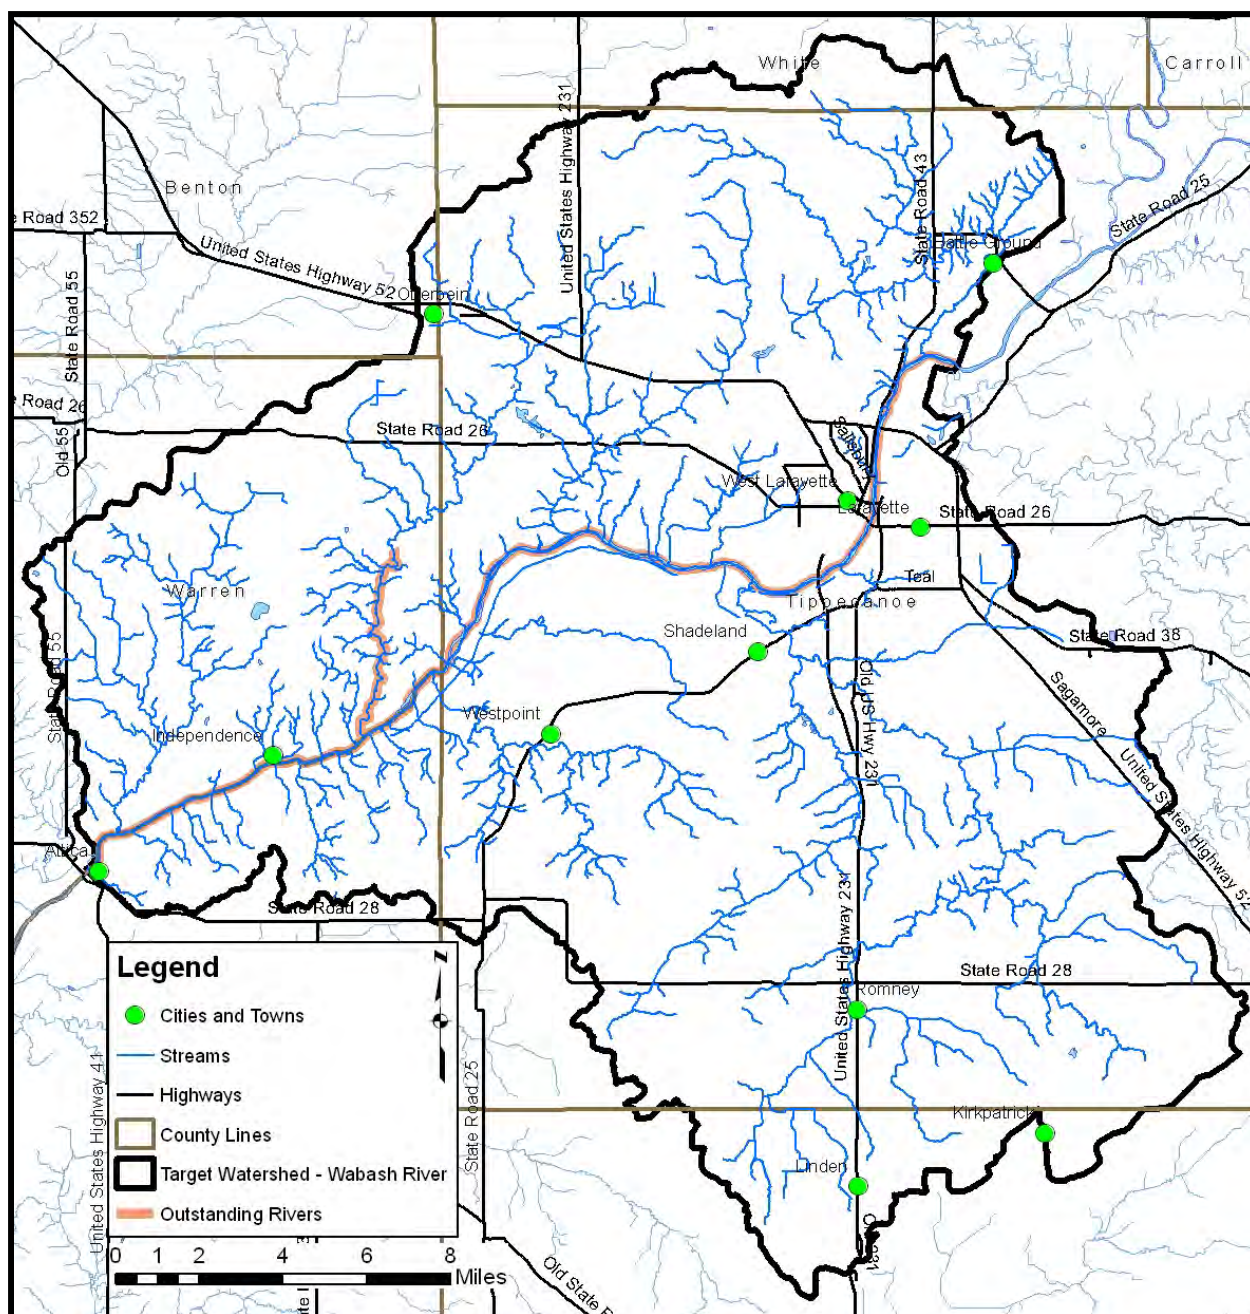 White
Carroll
Benton
United States Highway 231
State Road 43
State Road 25
e Road 352
United States Highway 52
Battle Ground
Otterbein
State Road 55
e Road 26
Old 55
State Road 26
Salisbury
West Lafayette
Lafayette
State Road 26
Teal
Warren
Tippecanoe
Shadeland
State Road 38
State Road 55
Old US Hwy 231
Sagamore
Westpoint
Independence
United States Highway 52
Attica
State Road 28
United States Highway 231
State Road 28
Romney
Legend
Cities and Towns
Streams
Highways
County Lines
Target Watershed - Wabash River
Outstanding Rivers
0 1 2 4 6 8
Miles
N
United States Highway 41
State Road 25
Kirkpatrick
Linden
Old State R